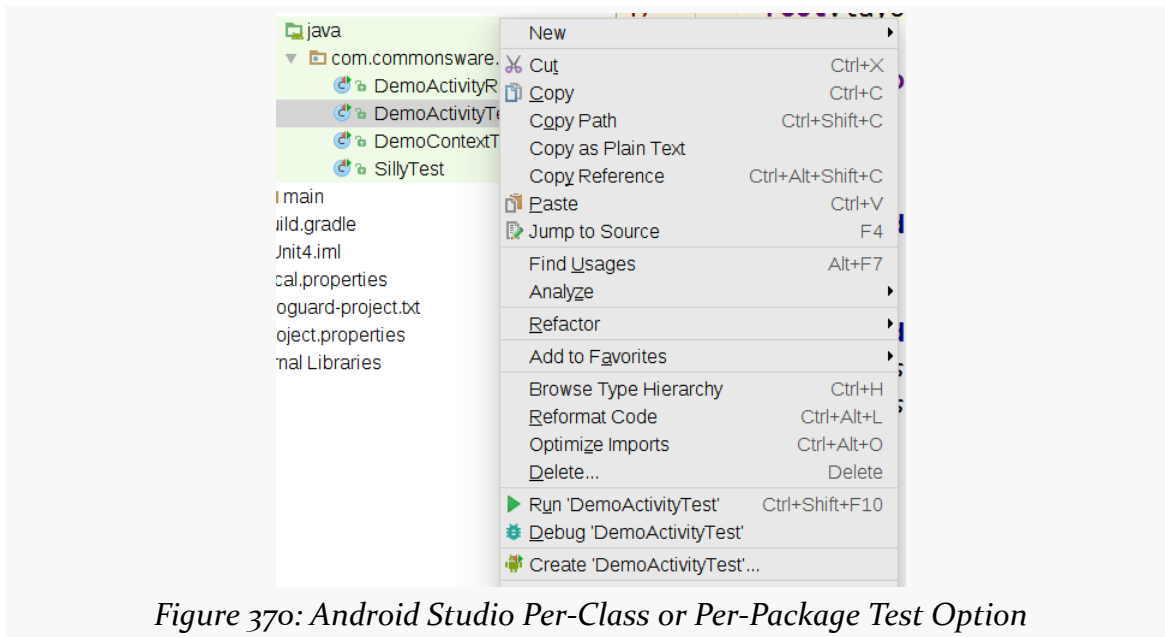 java
com.commonsware.
DemoActivityR
DemoActivityTe
DemoContextT
SillyTest
main
ild.gradle
Unit4.iml
cal.properties
oguard-project.txt
oject.properties
nal Libraries
New
Cut Ctrl+X
Copy Ctrl+C
Copy Path Ctrl+Shift+C
Copy as Plain Text
Copy Reference Ctrl+Alt+Shift+C
Paste Ctrl+V
Jump to Source F4
Find Usages Alt+F7
Analyze
Refactor
Add to Favorites
Browse Type Hierarchy Ctrl+H
Reformat Code Ctrl+Alt+L
Optimize Imports Ctrl+Alt+O
Delete... Delete
Run 'DemoActivityTest' Ctrl+Shift+F10
Debug 'DemoActivityTest'
Create 'DemoActivityTest'...
Figure 370: Android Studio Per-Class or Per-Package Test Option